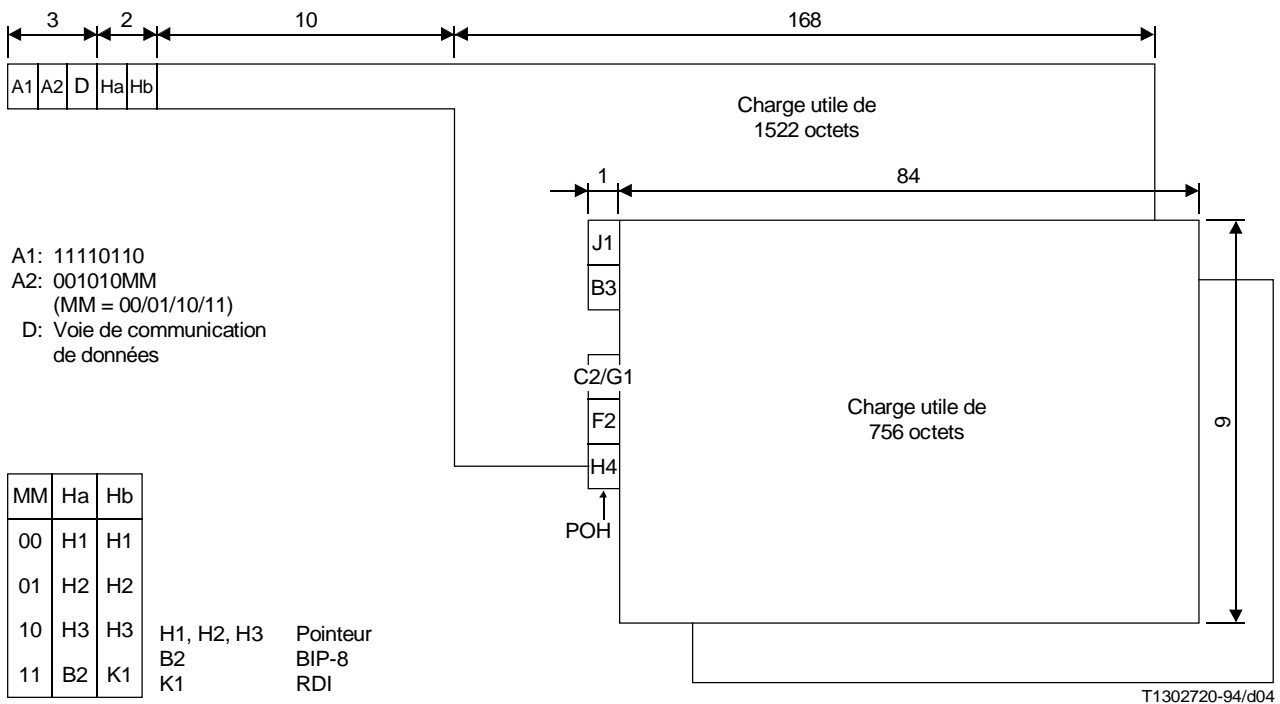 3 2 10 168
A1 A2 D Ha Hb
Charge utile de
1522 octets
1 84
J1
B3
C2/G1
F2
H4
POH
Charge utile de
756 octets
9
A1: 11110110
A2: 001010MM
(MM = 00/01/10/11)
D: Voie de communication
de données
MM Ha Hb
00 H1 H1
01 H2 H2
10 H3 H3
11 B2 K1
H1, H2, H3 Pointeur
B2 BIP-8
K1 RDI
T1302720-94/d04